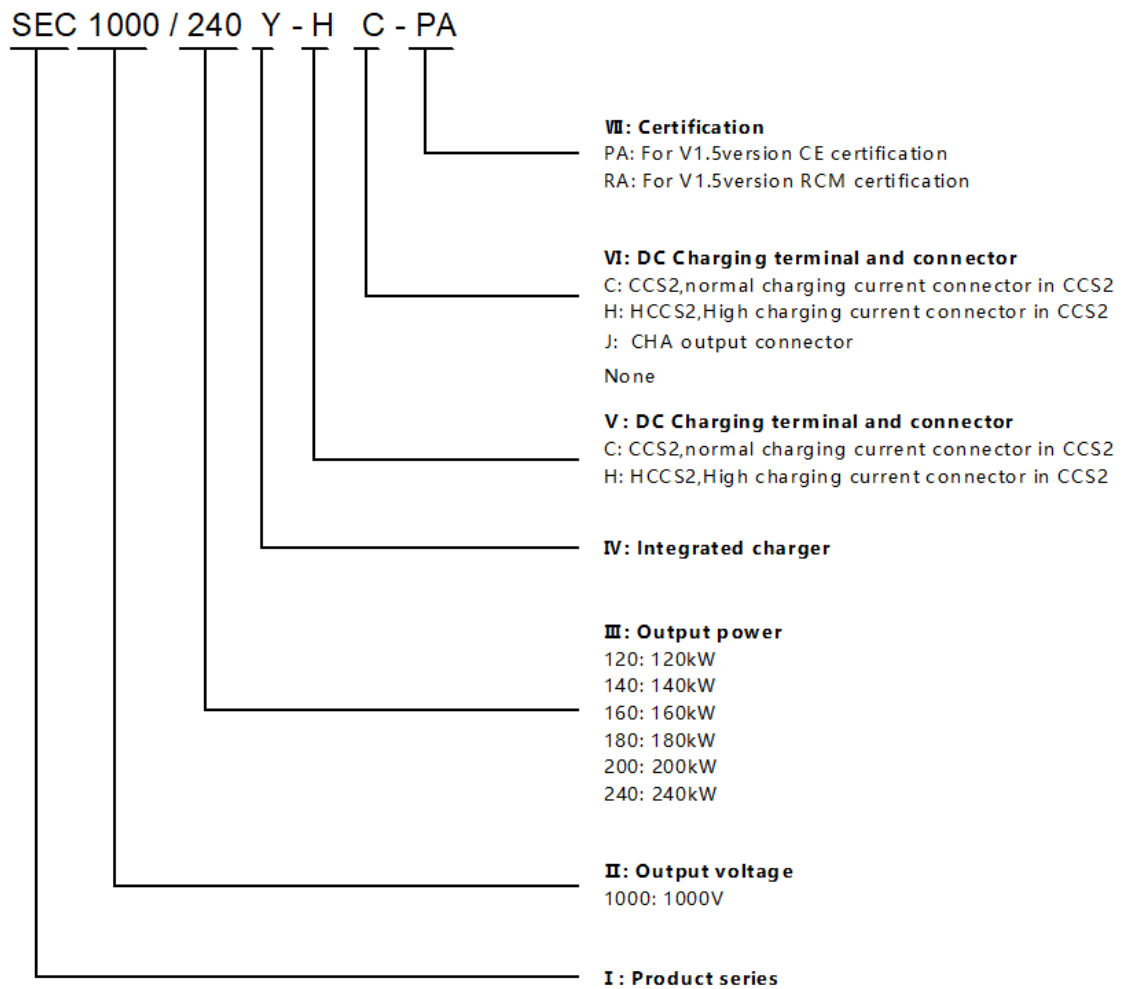 SEC 1000 / 240 Y - H C - PA
Ⅶ: Certification
PA: For V1.5version CE certification
RA: For V1.5version RCM certification
Ⅵ: DC Charging terminal and connector
C: CCS2,normal charging current connector in CCS2
H: HCCS2,High charging current connector in CCS2
J: CHA output connector
None
Ⅴ: DC Charging terminal and connector
C: CCS2,normal charging current connector in CCS2
H: HCCS2,High charging current connector in CCS2
Ⅳ: Integrated charger
Ⅲ: Output power
120: 120kW
140: 140kW
160: 160kW
180: 180kW
200: 200kW
240: 240kW
Ⅱ: Output voltage
1000: 1000V
Ⅰ: Product series